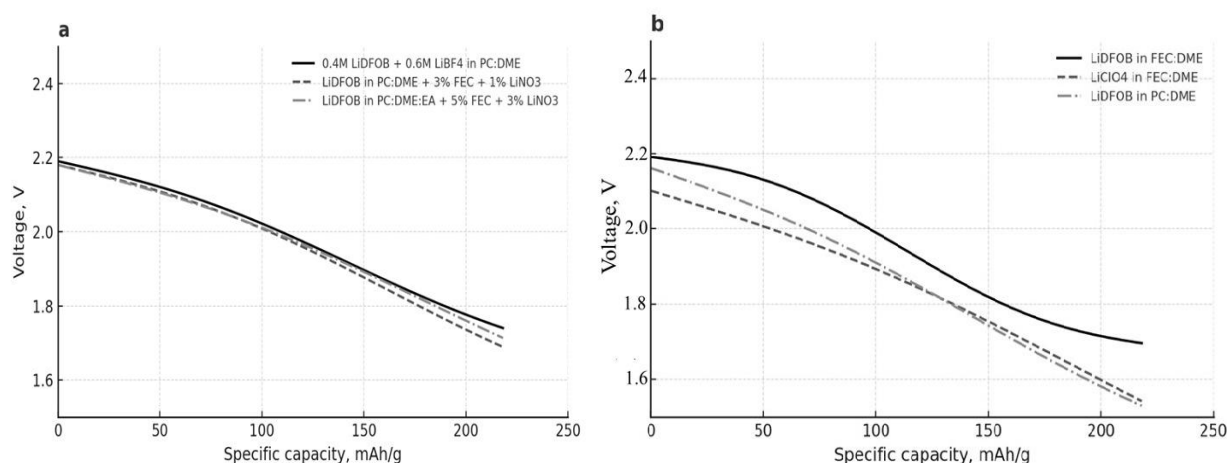 a
0.4M LiDFOB + 0.6M LiBF4 in PC:DME
LiDFOB in PC:DME + 3% FEC + 1% LiNO3
LiDFOB in PC:DME:EA + 5% FEC + 3% LiNO3
2.4
2.2
2.0
1.8
1.6
Voltage, V
0 50 100 150 200 250
Specific capacity, mAh/g
b
LiDFOB in FEC:DME
LiClO4 in FEC:DME
LiDFOB in PC:DME
2.4
2.2
2.0
1.8
1.6
Voltage, V
0 50 100 150 200 250
Specific capacity, mAh/g